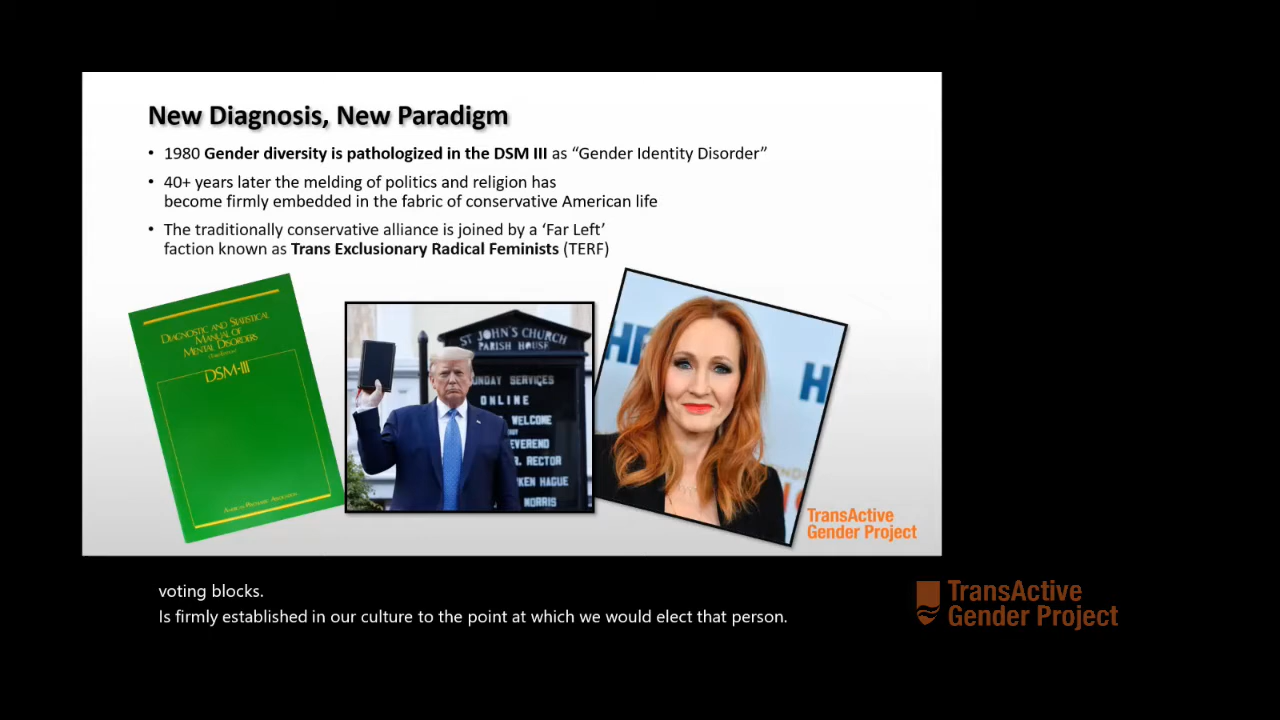 New Diagnosis, New Paradigm
• 1980 Gender diversity is pathologized in the DSM III as “Gender Identity Disorder”
• 40+ years later the melding of politics and religion has
become firmly embedded in the fabric of conservative American life
• The traditionally conservative alliance is joined by a ‘Far Left’
faction known as Trans Exclusionary Radical Feminists (TERF)
DIAGNOSTIC AND STATISTICAL
MANUAL OF
MENTAL DISORDERS
DSM-III
ST JOHN'S CHURCH
PARISH HOUSE
SERVICES
ONLINE
WELCOME
RECTOR
HAGUE
MORRIS
TransActive
Gender Project
voting blocks.
Is firmly established in our culture to the point at which we would elect that person.
TransActive
Gender Project